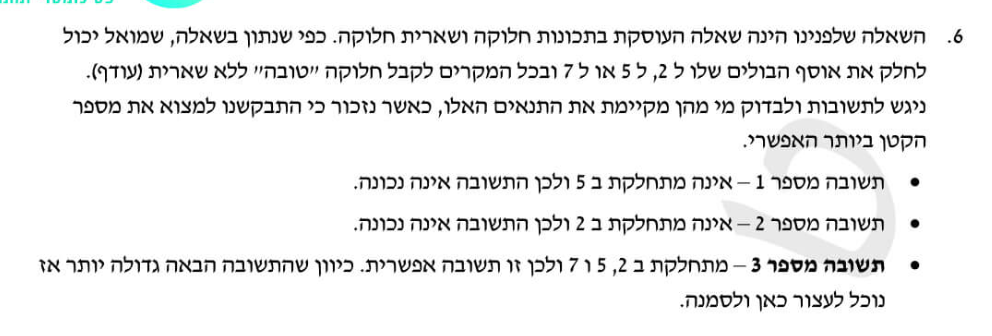 6. השאלה שלפנינו הינה שאלה העוסקת בתכונות חלוקה ושארית חלוקה. כפי שנתון בשאלה, שמואל יכול
לחלק את אוסף הבולים שלו ל 2, ל 5 או ל 7 ובכל המקרים לקבל חלוקה "טובה" ללא שארית (עודף).
ניגש לתשובות ולבדוק מי מהן מקיימת את התנאים האלו, כאשר נזכור כי התבקשנו למצוא את מספר
הקטן ביותר האפשרי.
• תשובה מספר 1 – אינה מתחלקת ב 5 ולכן התשובה אינה נכונה.
• תשובה מספר 2 – אינה מתחלקת ב 2 ולכן התשובה אינה נכונה.
• תשובה מספר 3 – מתחלקת ב 2, 5 ו 7 ולכן זו תשובה אפשרית. כיוון שהתשובה הבאה גדולה יותר אז
נוכל לעצור כאן ולסמנה.